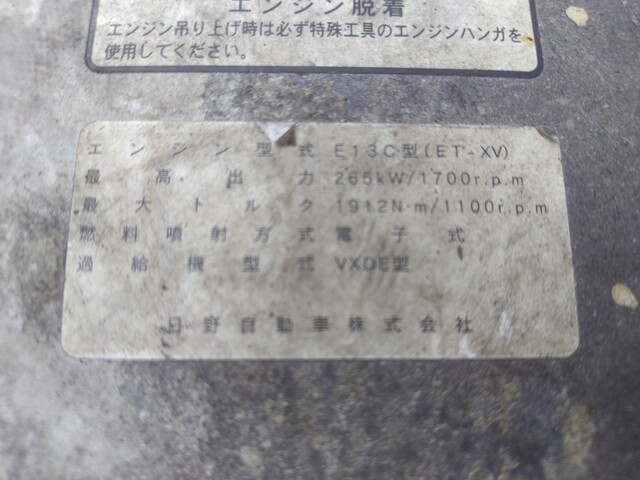 エンジン脱着
エンジン吊り上げ時は必ず特殊工具のエンジンハンガを
使用してください。
エンジン型式 E13C型(ET-XV)
最高出力 265kW/1700r.p.m
最大トルク 1912N·m/1100r.p.m
燃料噴射方式 電子式
過給機型式 VXDE型
日野自動車株式会社